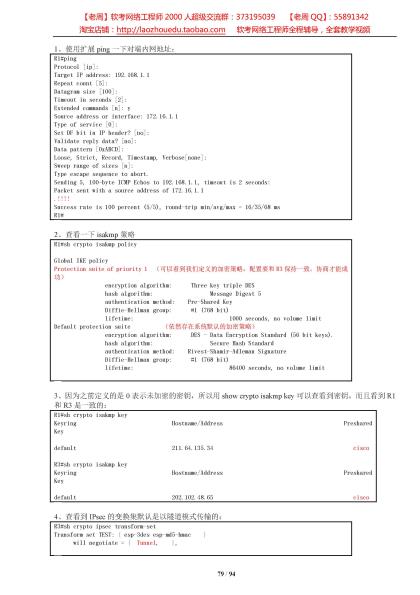 【老周】软考网络工程师 2000 人超级交流群：373195039 【老周 QQ】：55891342
淘宝店铺：http://laozhouedu.taobao.com 软考网络工程师全程辅导，全套教学视频
1、使用扩展 ping 一下对端内网地址：
R1#ping
Protocol [ip]:
Target IP address: 192.168.1.1
Repeat count [5]:
Datagram size [100]:
Timeout in seconds [2]:
Extended commands [n]: y
Source address or interface: 172.16.1.1
Type of service [0]:
Set DF bit in IP header? [no]:
Validate reply data? [no]:
Data pattern [0xABCD]:
Loose, Strict, Record, Timestamp, Verbose[none]:
Sweep range of sizes [n]:
Type escape sequence to abort.
Sending 5, 100-byte ICMP Echos to 192.168.1.1, timeout is 2 seconds:
Packet sent with a source address of 172.16.1.1
.!!!!
Success rate is 100 percent (5/5), round-trip min/avg/max = 16/35/68 ms
R1#
2、查看一下 isakmp 策略
R1#sh crypto isakmp policy
Global IKE policy
Protection suite of priority 1 （可以看到我们定义的加密策略，配置要和 R3 保持一致，协商才能成
功）
encryption algorithm: Three key triple DES
hash algorithm: Message Digest 5
authentication method: Pre-Shared Key
Diffie-Hellman group: #1 (768 bit)
lifetime: 1000 seconds, no volume limit
Default protection suite （依然存在系统默认的加密策略）
encryption algorithm: DES - Data Encryption Standard (56 bit keys).
hash algorithm: Secure Hash Standard
authentication method: Rivest-Shamir-Adleman Signature
Diffie-Hellman group: #1 (768 bit)
lifetime: 86400 seconds, no volume limit
3、因为之前定义的是 0 表示未加密的密钥，所以用 show crypto isakmp key 可以查看到密钥，而且看到 R1
和 R3 是一致的：
R1#sh crypto isakmp key
Keyring Hostname/Address Preshared
Key
default 211.64.135.34 cisco
R3#sh crypto isakmp key
Keyring Hostname/Address Preshared
Key
default 202.102.48.65 cisco
4、查看到 IPsec 的变换集默认是以隧道模式传输的：
R3#sh crypto ipsec transform-set
Transform set TEST: { esp-3des esp-md5-hmac }
will negotiate = { Tunnel, },
79 / 94